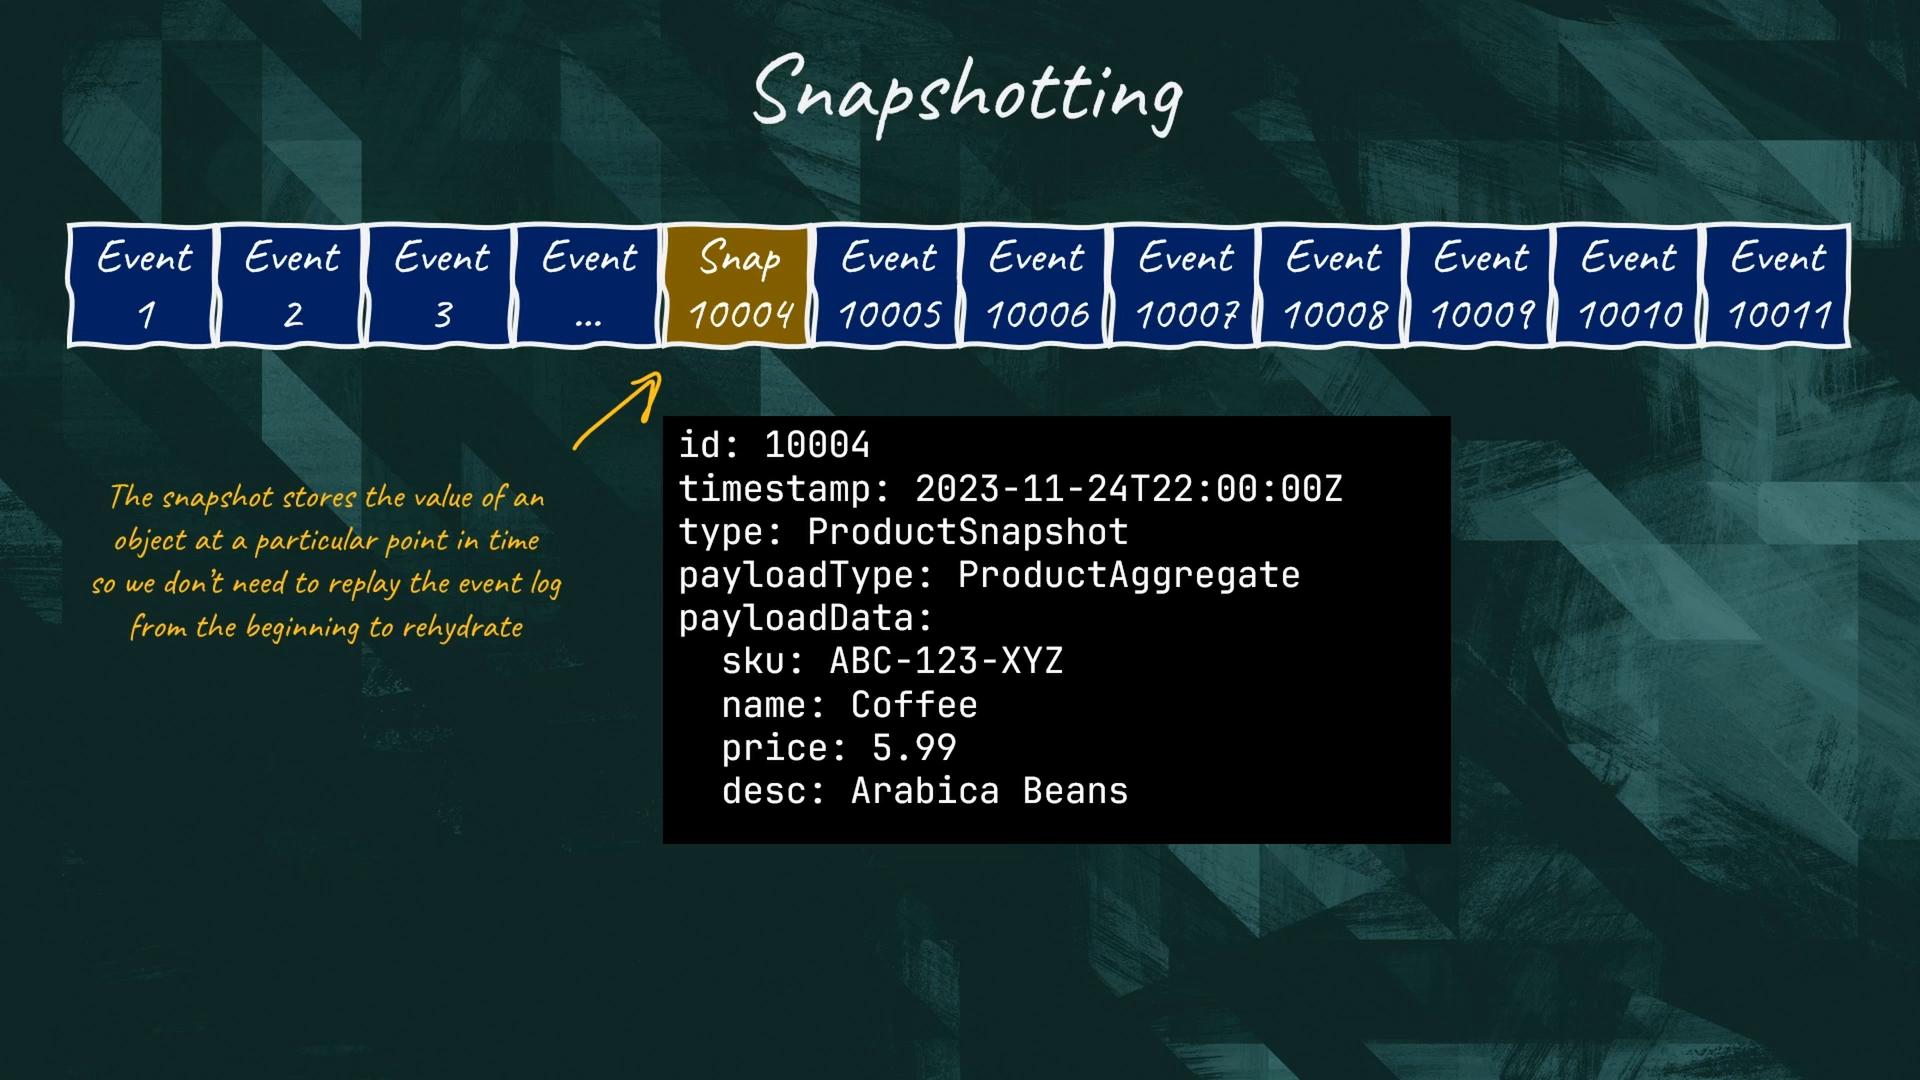 Snapshotting
Event Event Event Event Snap Event Event Event Event Event Event Event
1 2 3 ... 10004 10005 10006 10007 10008 10009 10010 10011
The snapshot stores the value of an
object at a particular point in time
so we don't need to replay the event log
from the beginning to rehydrate
id: 10004
timestamp: 2023-11-24T22:00:00Z
type: ProductSnapshot
payloadType: ProductAggregate
payloadData:
  sku: ABC-123-XYZ
  name: Coffee
  price: 5.99
  desc: Arabica Beans